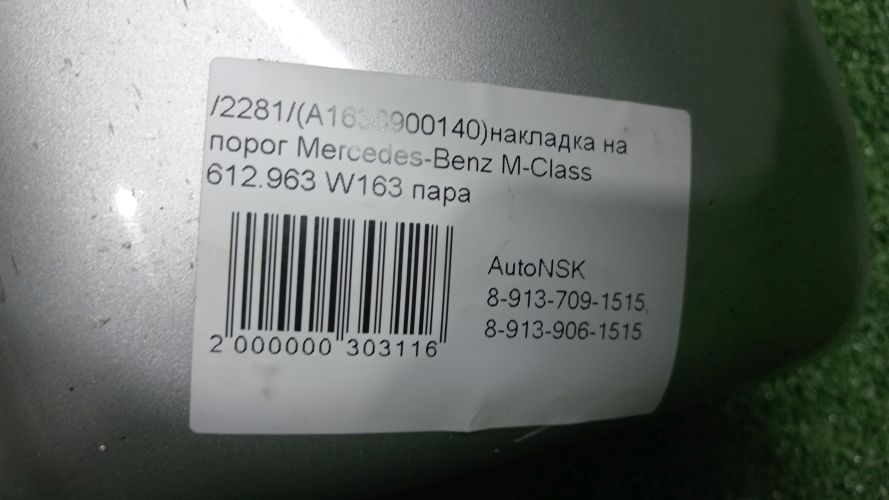 /2281/(A1636900140)накладка на
порог Mercedes-Benz M-Class
612.963 W163 пара
AutoNSK
8-913-709-1515,
8-913-906-1515
2 000000 303116